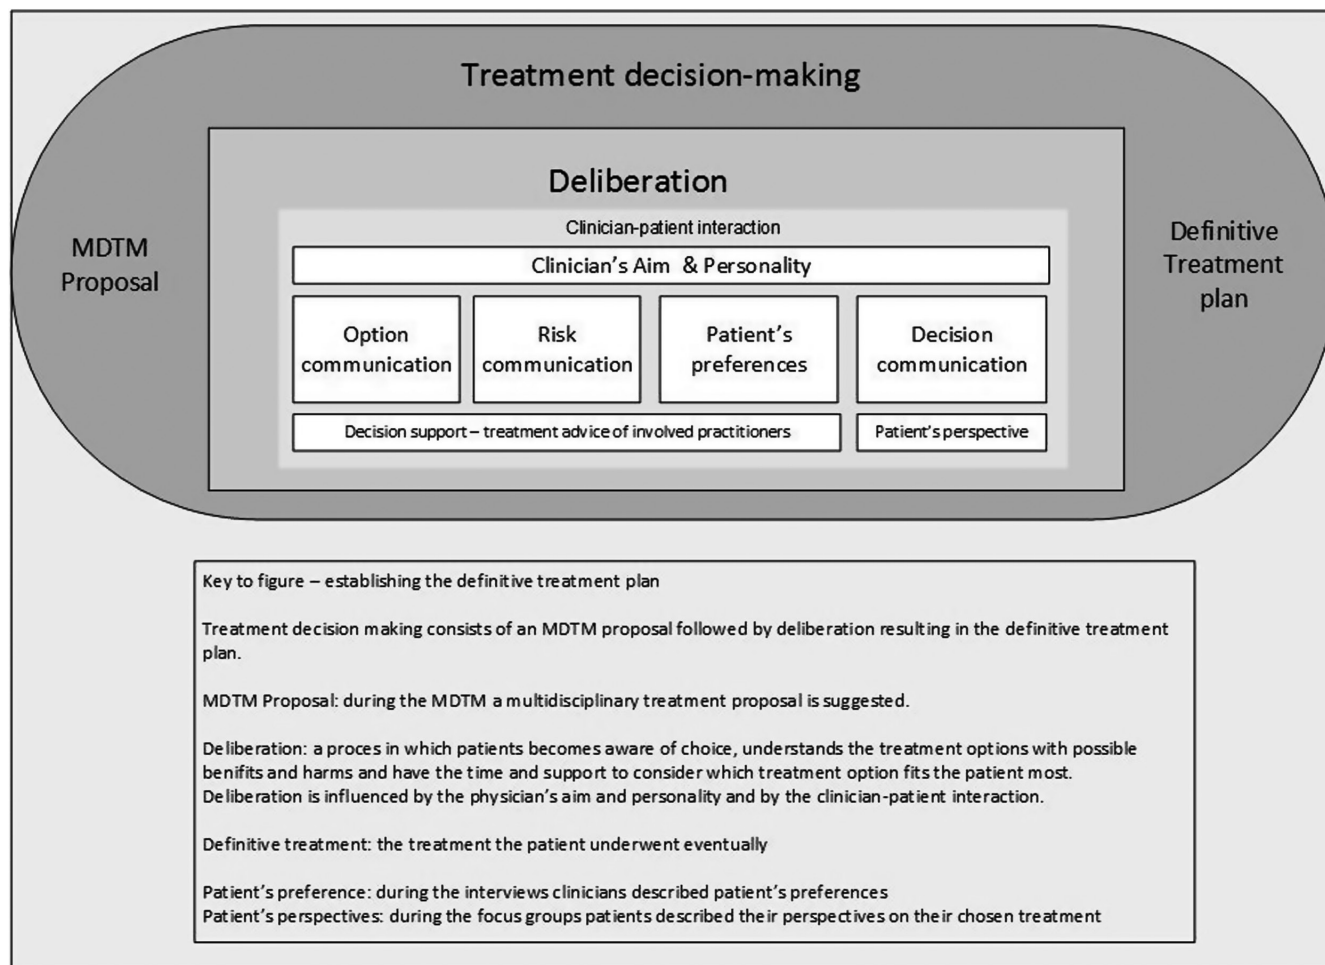 Treatment decision-making
Deliberation
MDTM
Proposal
Clinician-patient interaction
Clinician's Aim & Personality
Option
communication
Risk
communication
Patient's
preferences
Decision
communication
Decision support – treatment advice of involved practitioners
Patient's perspective
Definitive
Treatment
plan
Key to figure – establishing the definitive treatment plan
Treatment decision making consists of an MDTM proposal followed by deliberation resulting in the definitive treatment
plan.
MDTM Proposal: during the MDTM a multidisciplinary treatment proposal is suggested.
Deliberation: a proces in which patients becomes aware of choice, understands the treatment options with possible
benifits and harms and have the time and support to consider which treatment option fits the patient most.
Deliberation is influenced by the physician's aim and personality and by the clinician-patient interaction.
Definitive treatment: the treatment the patient underwent eventually
Patient's preference: during the interviews clinicians described patient's preferences
Patient's perspectives: during the focus groups patients described their perspectives on their chosen treatment